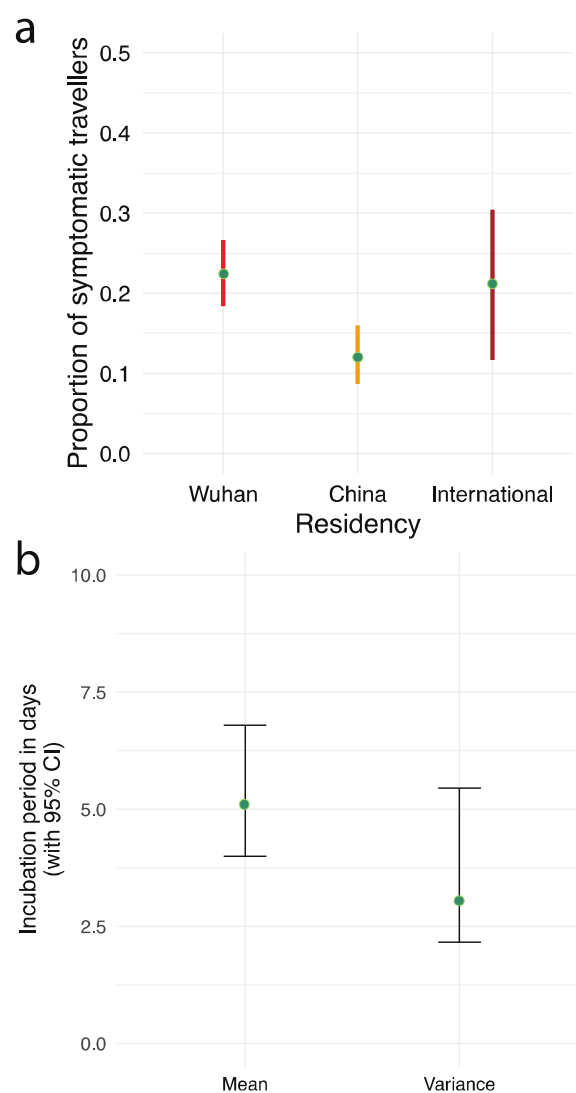 a
Proportion of symptomatic travellers
0.5
0.4
0.3
0.2
0.1
0.0
Wuhan China International
Residency
b
Incubation period in days
(with 95% CI)
10.0
7.5
5.0
2.5
0.0
Mean Variance